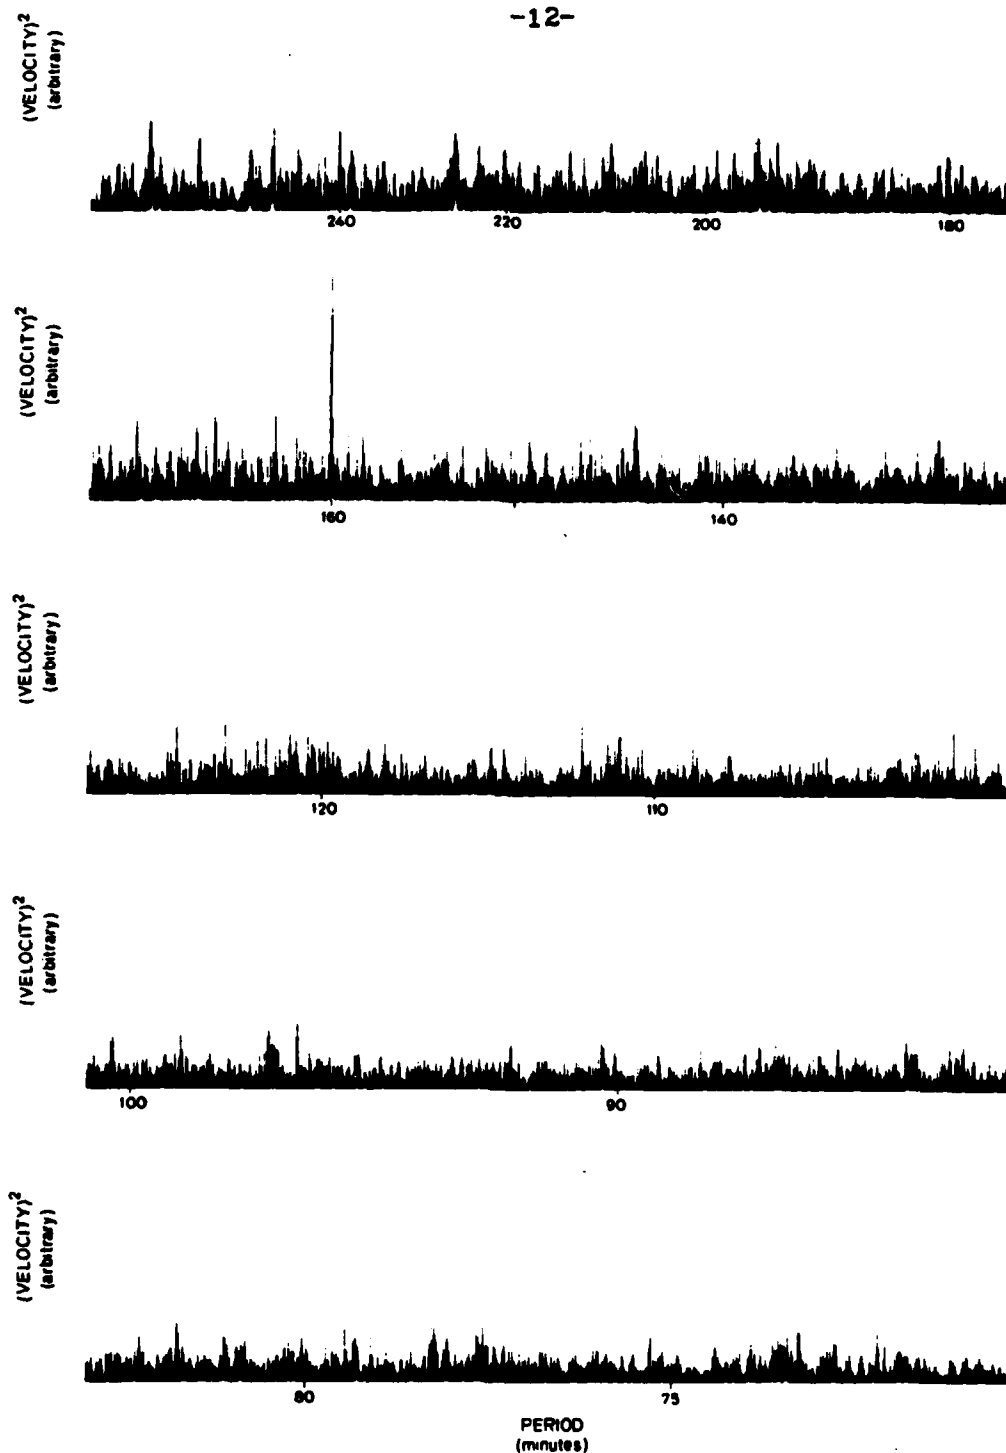 -12-
(VELOCITY)²
(arbitrary)
240 220 200 180
(VELOCITY)²
(arbitrary)
160 140
(VELOCITY)²
(arbitrary)
120 110
(VELOCITY)²
(arbitrary)
100 90
(VELOCITY)²
(arbitrary)
80 75
PERIOD
(minutes)